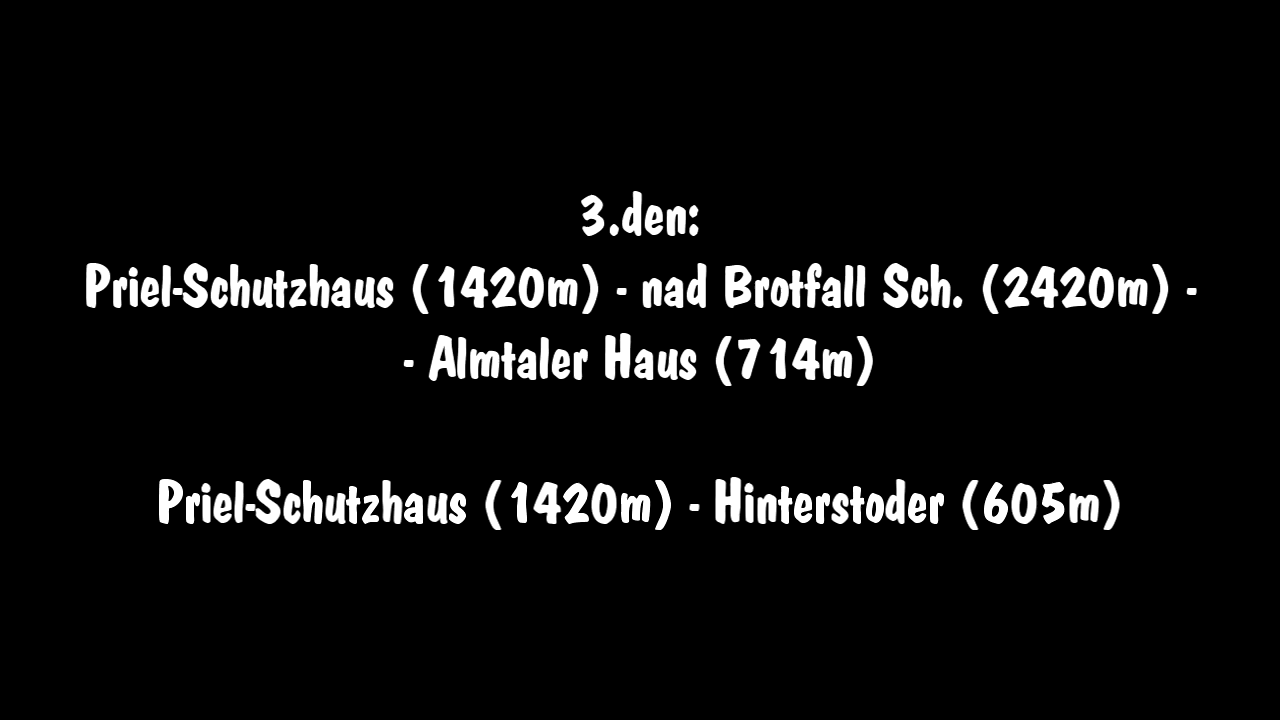 3.den:
Priel-Schutzhaus (1420m) - nad Brotfall Sch. (2420m) -
- Almtaler Haus (714m)
Priel-Schutzhaus (1420m) - Hinterstoder (605m)